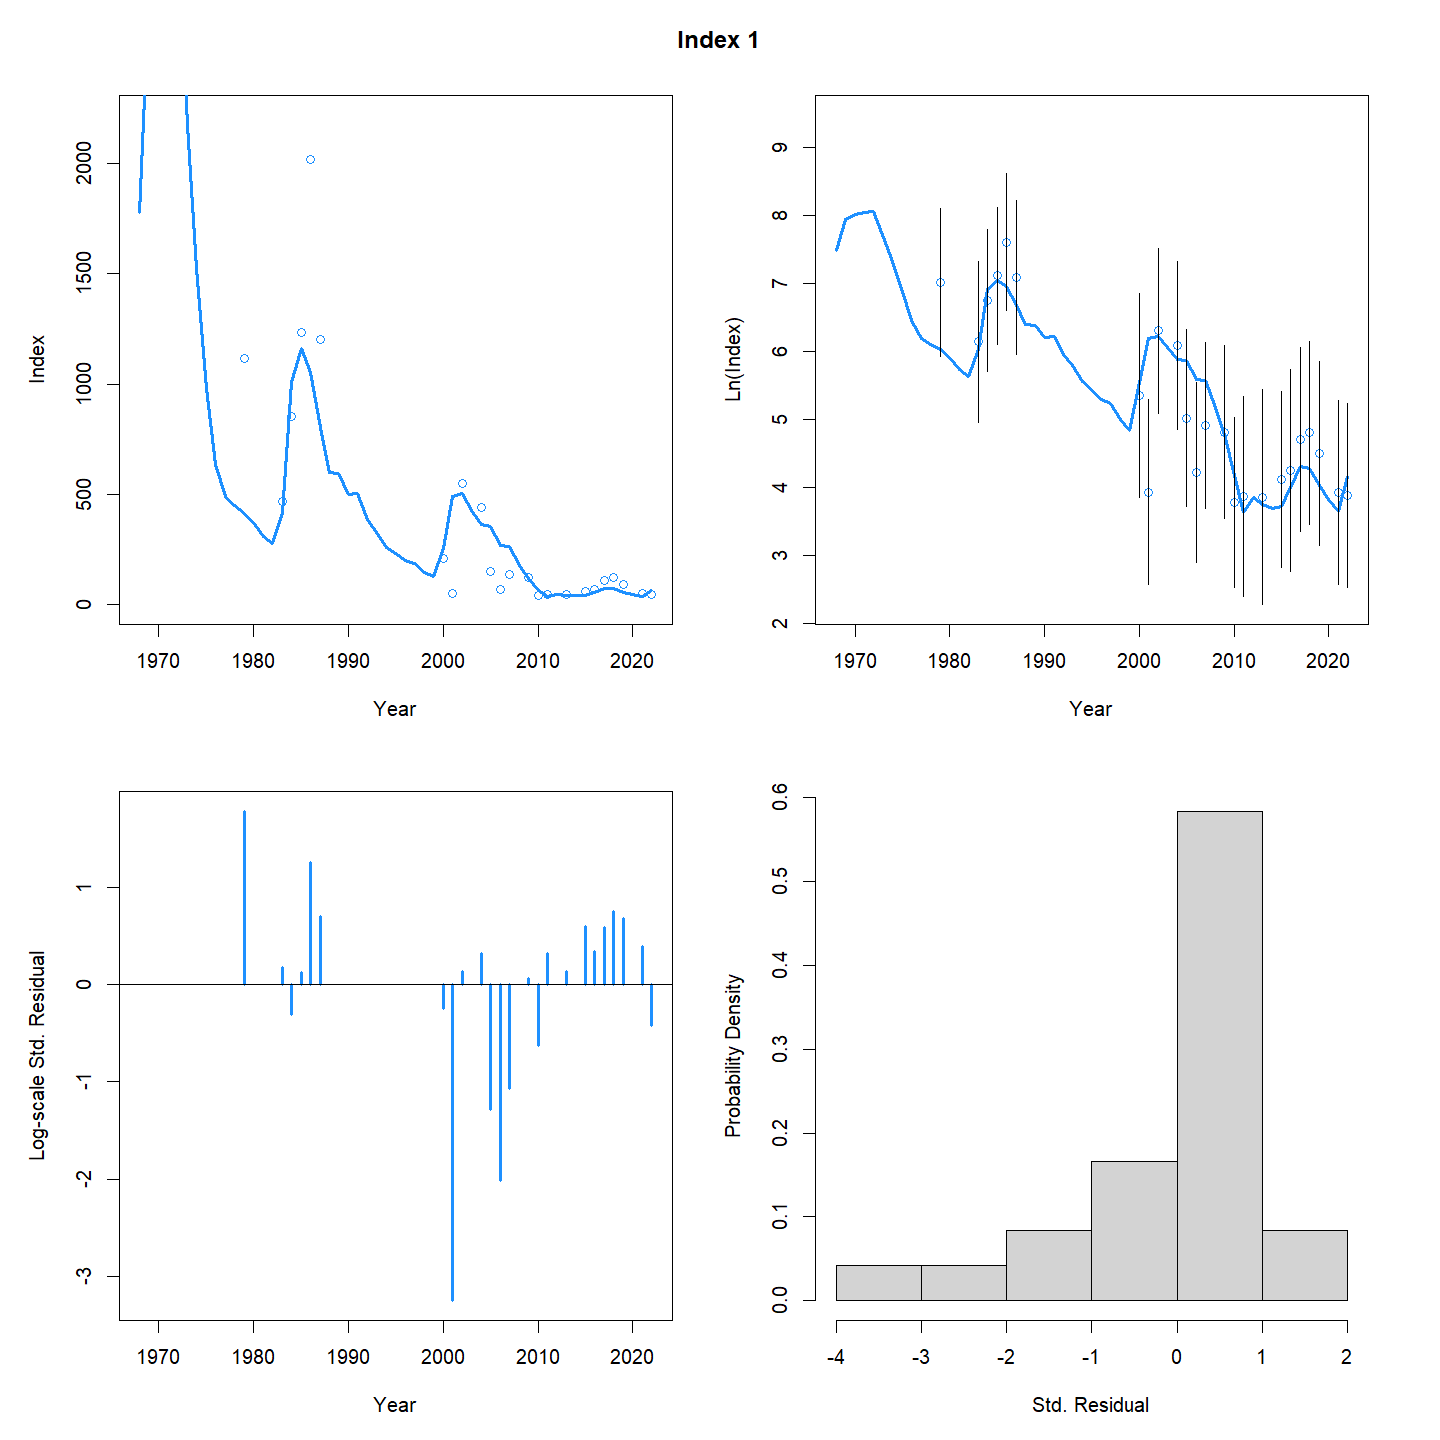 Index 1
Index
2000
1500
1000
500
0
1970 1980 1990 2000 2010 2020
Year
Ln(Index)
9
8
7
6
5
4
3
2
1970 1980 1990 2000 2010 2020
Year
Log-scale Std. Residual
1
0
-1
-2
-3
1970 1980 1990 2000 2010 2020
Year
Probability Density
0.6
0.5
0.4
0.3
0.2
0.1
0.0
-4 -3 -2 -1 0 1 2
Std. Residual